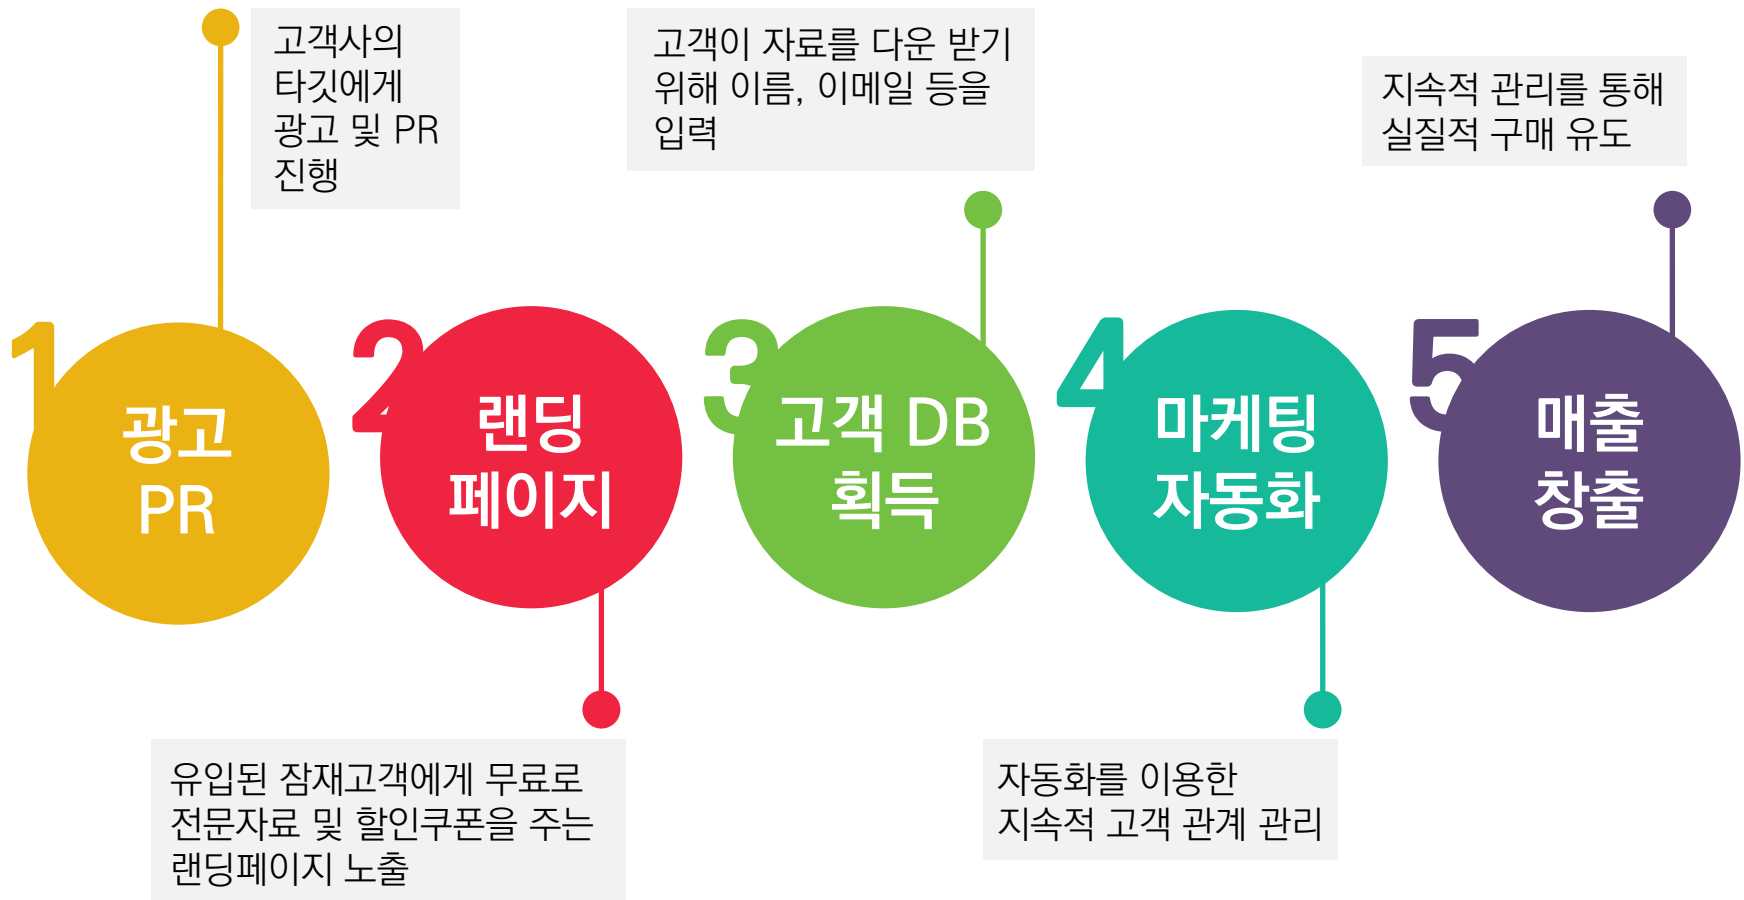 1
광고
PR
고객사의
타깃에게
광고 및 PR
진행
2
랜딩
페이지
유입된 잠재고객에게 무료로
전문자료 및 할인쿠폰을 주는
랜딩페이지 노출
3
고객 DB
획득
고객이 자료를 다운 받기
위해 이름, 이메일 등을
입력
4
마케팅
자동화
자동화를 이용한
지속적 고객 관계 관리
5
매출
창출
지속적 관리를 통해
실질적 구매 유도